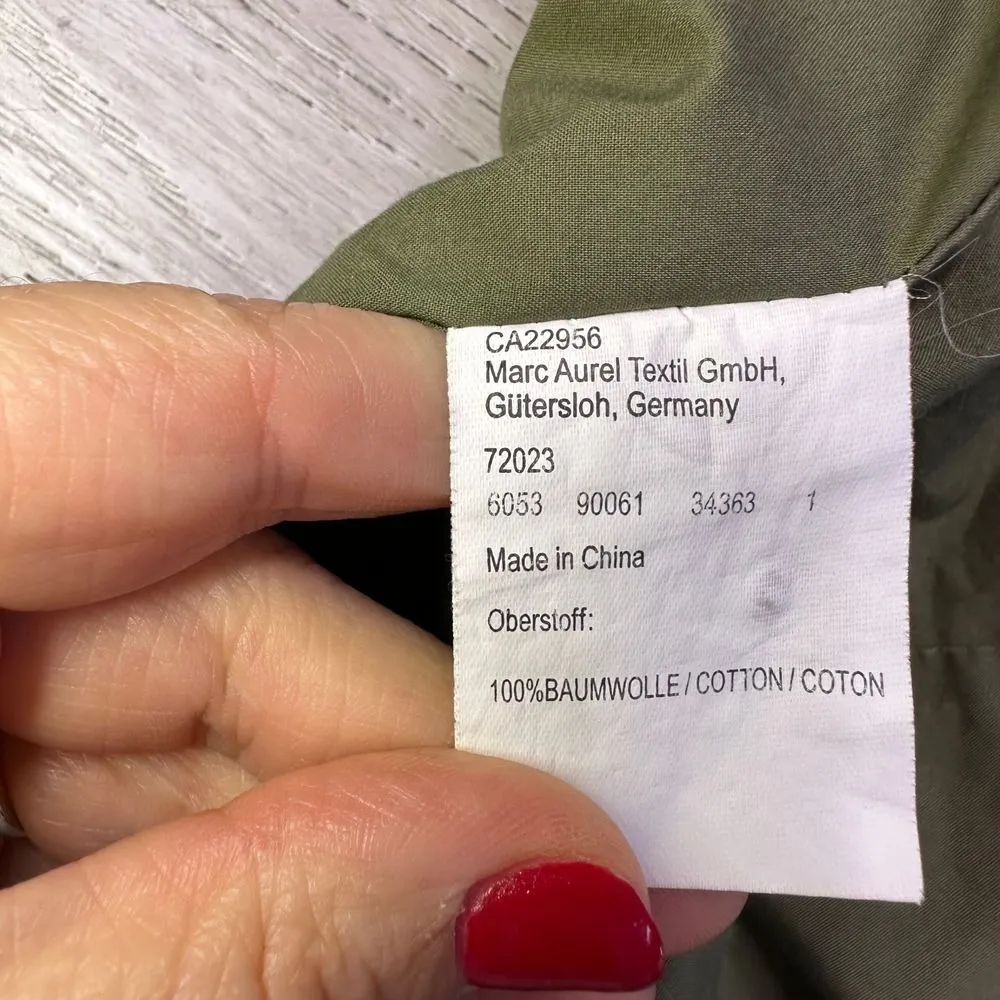 CA22956
Marc Aurel Textil GmbH,
Gütersloh, Germany
72023
6053 90061 34363 1
Made in China
Oberstoff:
100%BAUMWOLLE / COTTON / COTON